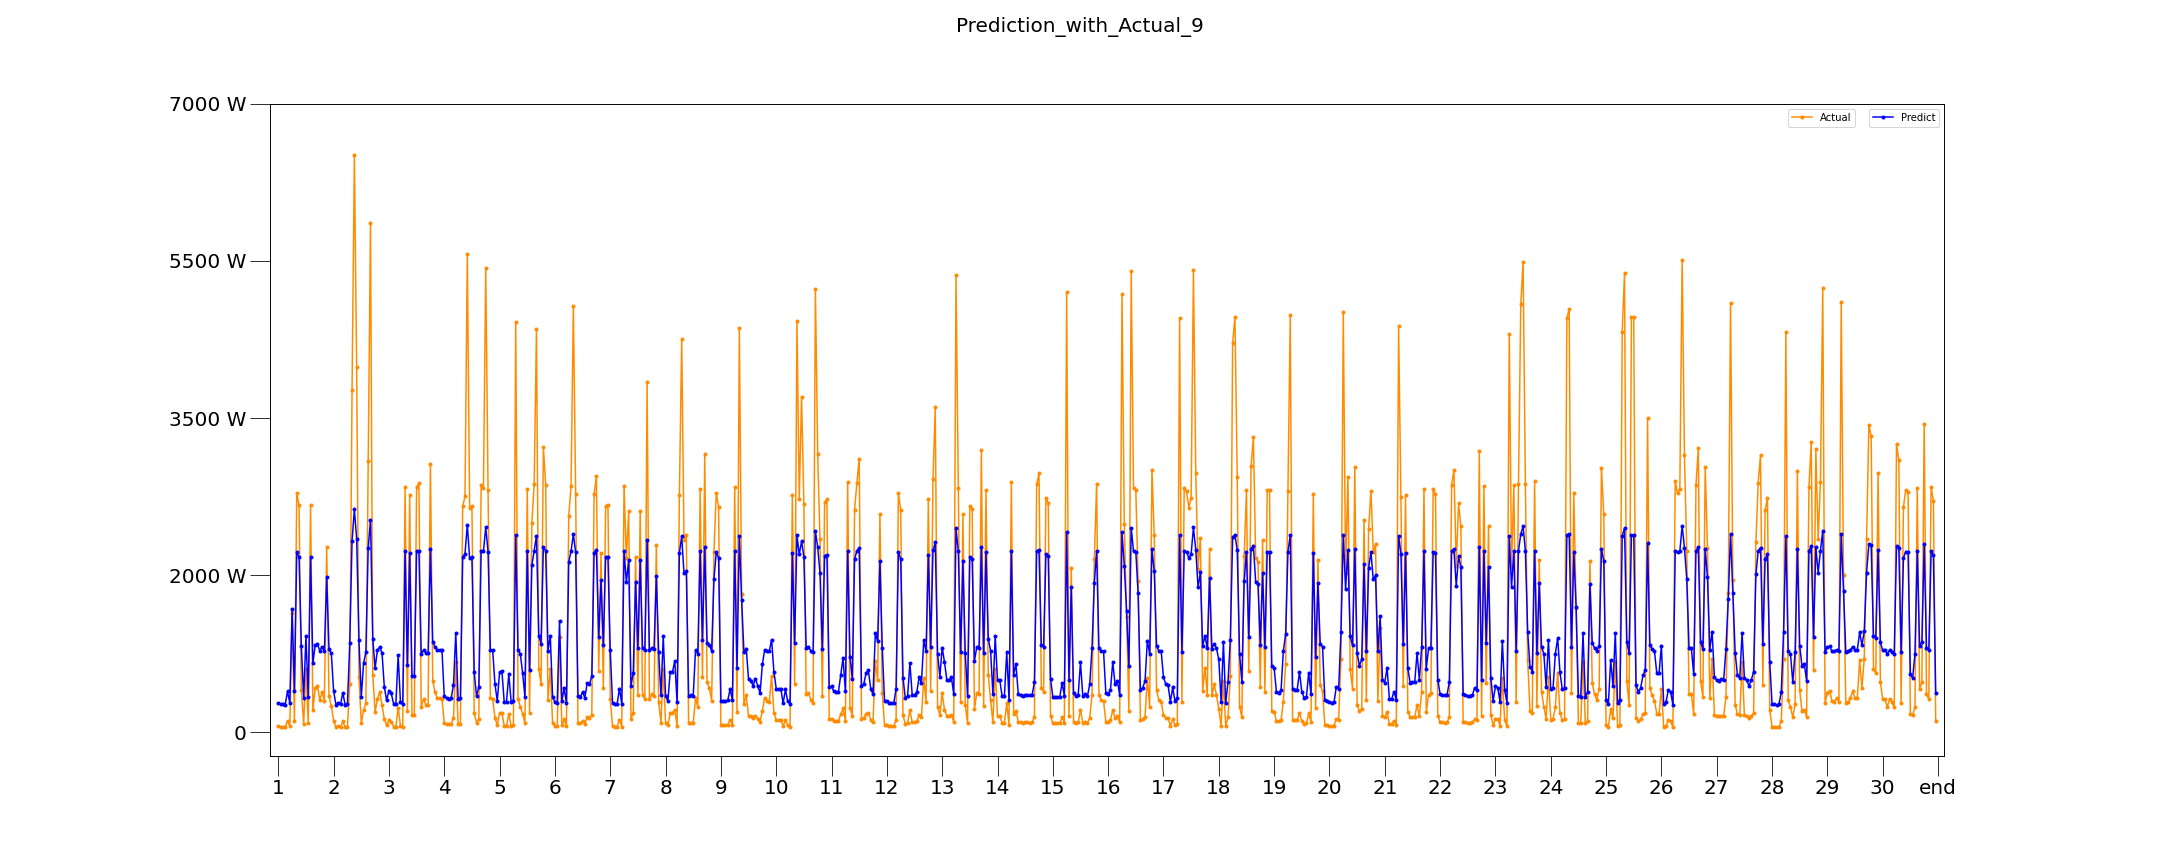 Prediction_with_Actual_9
7000 W
5500 W
3500 W
2000 W
0
Actual Predict
1 2 3 4 5 6 7 8 9 10 11 12 13 14 15 16 17 18 19 20 21 22 23 24 25 26 27 28 29 30 end